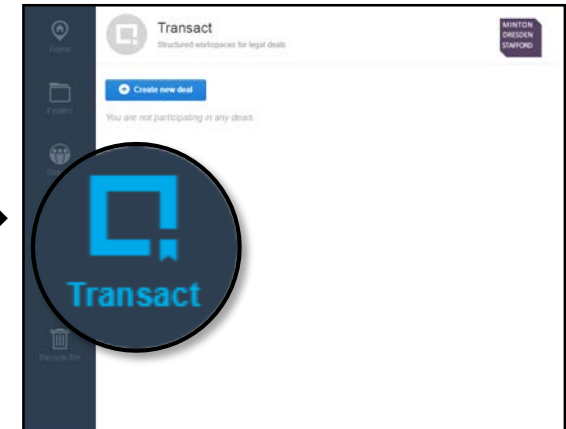 Home
Transact
Structured workspaces for legal deals
MINTON
DRESDEN
STAFFORD
Create new deal
You are not participating in any deals.
Folders
Transact
Recycle Bin